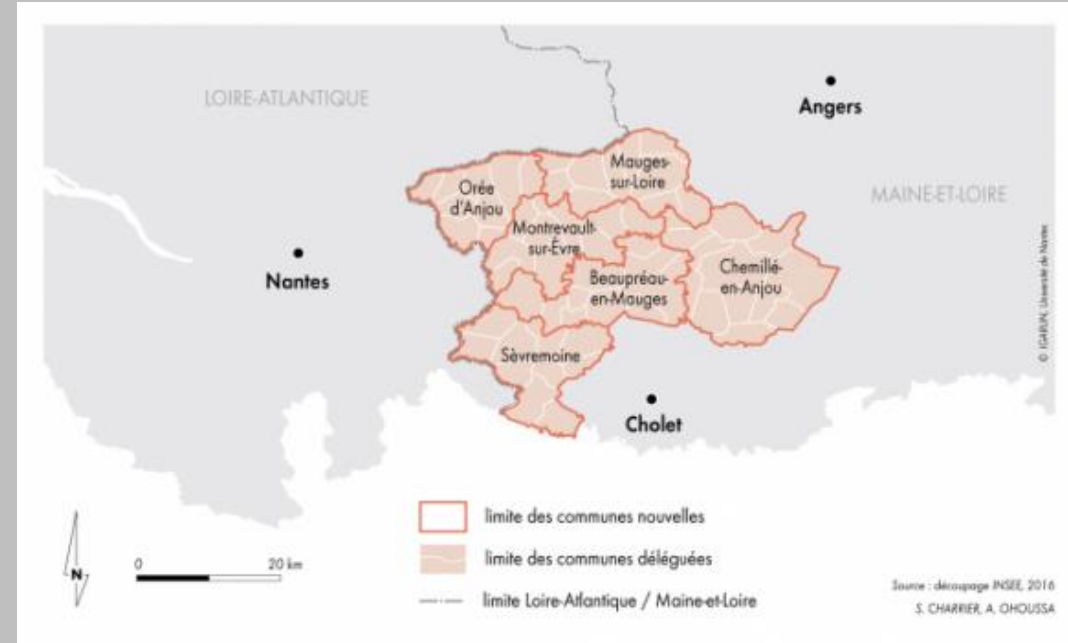 LOIRE-ATLANTIQUE
Angers
Mauges-
sur-Loire
Orée
d'Anjou
MAINE-ET-LOIRE
Montrevault-
sur-Èvre
Nantes
Beaupréau-
en-Mauges
Chemillé-
en-Anjou
Sèvremoine
Cholet
© IGARUN, Université de Nantes
limite des communes nouvelles
limite des communes déléguées
limite Loire-Atlantique / Maine-et-Loire
N
0 20 km
Source : découpage INSEE, 2016
S. CHARRIER, A. OHOUSSA